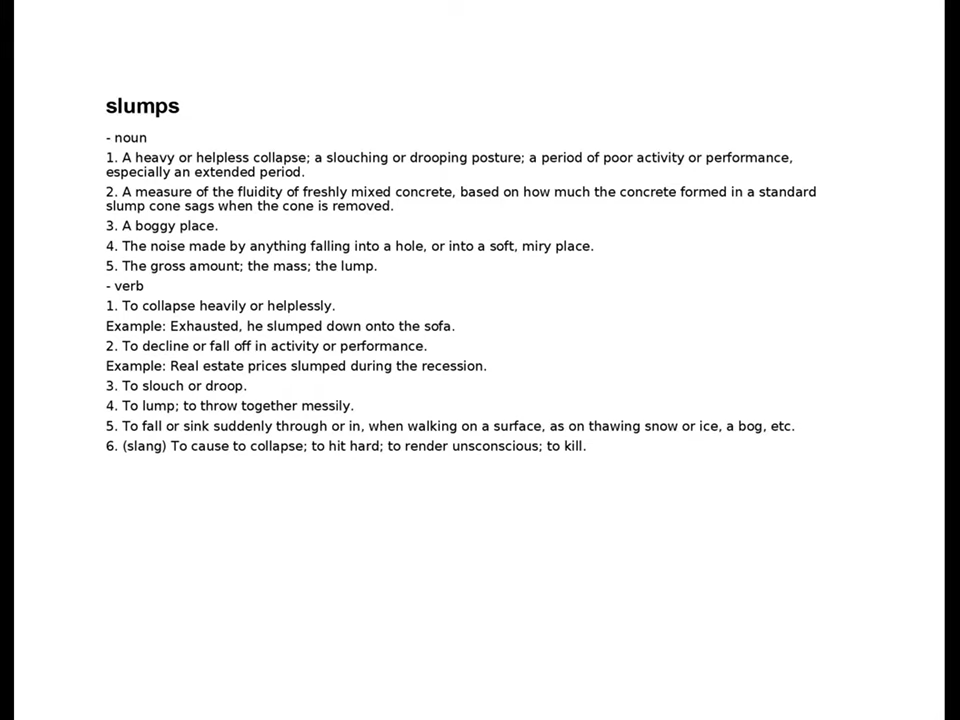 slumps
- noun
1. A heavy or helpless collapse; a slouching or drooping posture; a period of poor activity or performance,
especially an extended period.
2. A measure of the fluidity of freshly mixed concrete, based on how much the concrete formed in a standard
slump cone sags when the cone is removed.
3. A boggy place.
4. The noise made by anything falling into a hole, or into a soft, miry place.
5. The gross amount; the mass; the lump.
- verb
1. To collapse heavily or helplessly.
Example: Exhausted, he slumped down onto the sofa.
2. To decline or fall off in activity or performance.
Example: Real estate prices slumped during the recession.
3. To slouch or droop.
4. To lump; to throw together messily.
5. To fall or sink suddenly through or in, when walking on a surface, as on thawing snow or ice, a bog, etc.
6. (slang) To cause to collapse; to hit hard; to render unsconscious; to kill.